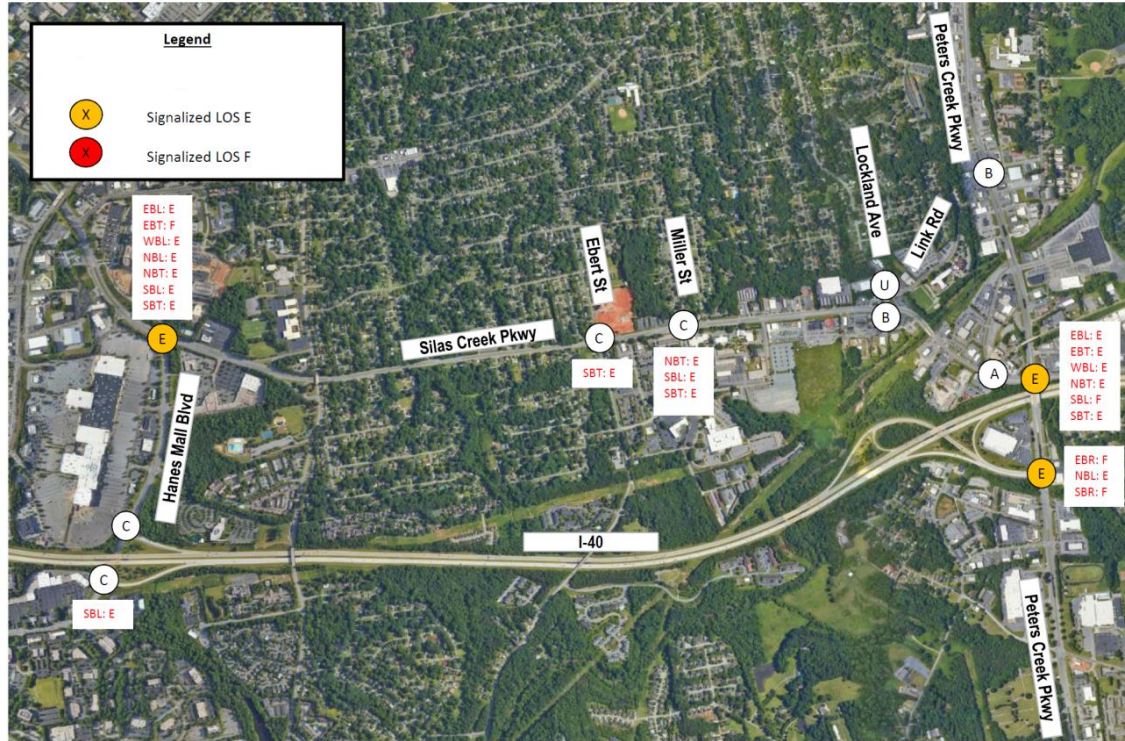 Legend
X Signalized LOS E
X Signalized LOS F
Peters Creek Pkwy
Lockland Ave
Link Rd
B
EBL: E
EBT: F
WBL: E
NBL: E
NBT: E
SBL: E
SBT: E
E
Hanes Mall Blvd
Silas Creek Pkwy
Ebert St
C
SBT: E
Miller St
C
NBT: E
SBL: E
SBT: E
U
B
A
E
EBL: E
EBT: E
WBL: E
NBT: E
SBL: F
SBT: E
E
EBR: F
NBL: E
SBR: F
C
I-40
C
SBL: E
Peters Creek Pkwy